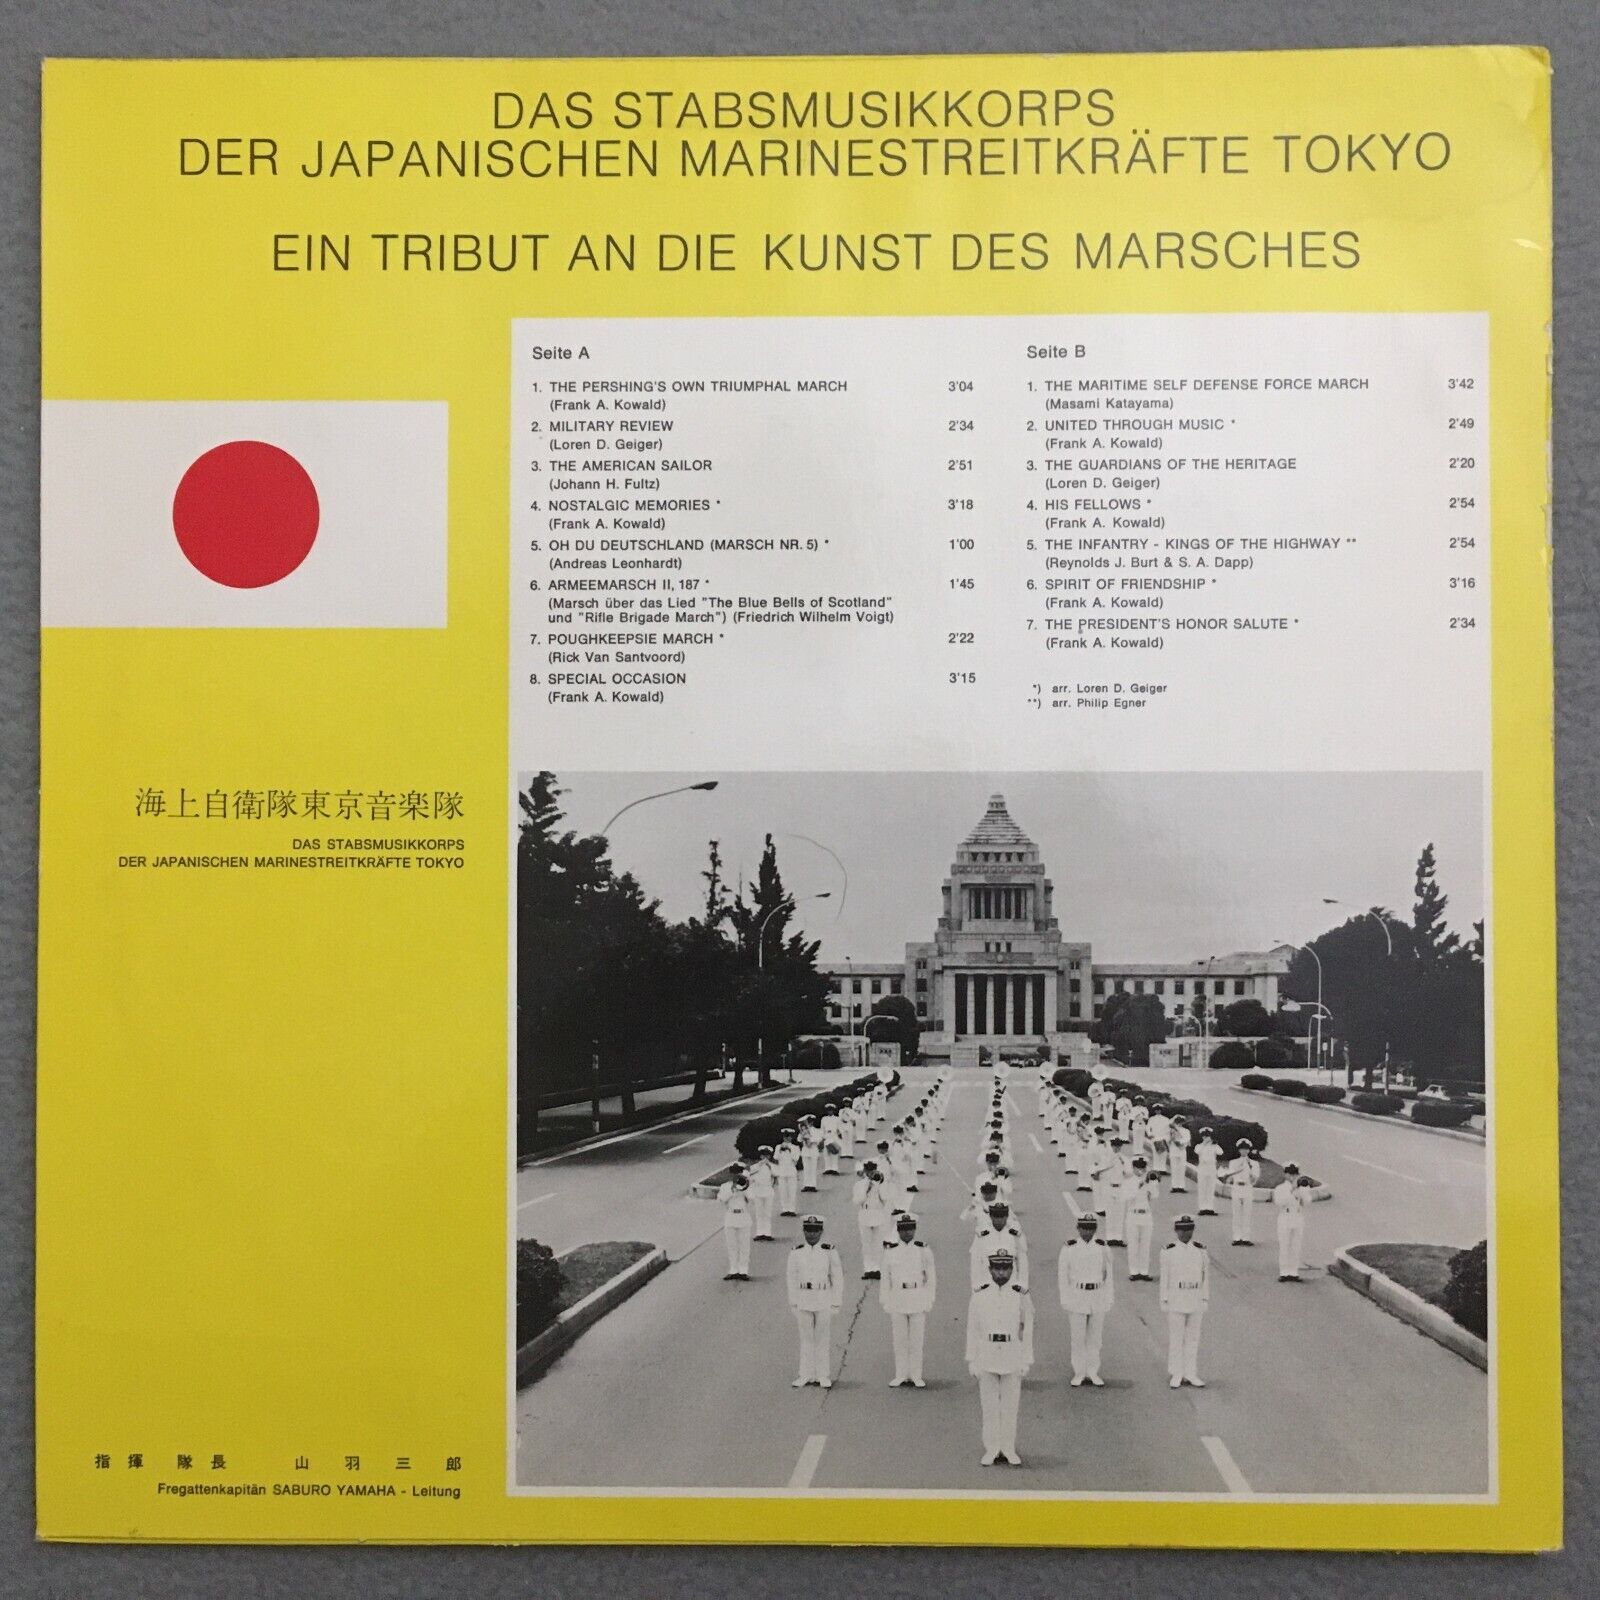 DAS STABSMUSIKKORPS
DER JAPANISCHEN MARINESTREITKRÄFTE TOKYO
EIN TRIBUT AN DIE KUNST DES MARSCHES
Seite A
1. THE PERSHING'S OWN TRIUMPHAL MARCH 3'04
(Frank A. Kowald)
2. MILITARY REVIEW 2'34
(Loren D. Geiger)
3. THE AMERICAN SAILOR 2'51
(Johann H. Fultz)
4. NOSTALGIC MEMORIES * 3'18
(Frank A. Kowald)
5. OH DU DEUTSCHLAND (MARSCH NR. 5) * 1'00
(Andreas Leonhardt)
6. ARMEEMARSCH II, 187 * 1'45
(Marsch über das Lied "The Blue Bells of Scotland"
und "Rifle Brigade March") (Friedrich Wilhelm Voigt)
7. POUGHKEEPSIE MARCH * 2'22
(Rick Van Santvoord)
8. SPECIAL OCCASION 3'15
(Frank A. Kowald)
Seite B
1. THE MARITIME SELF DEFENSE FORCE MARCH 3'42
(Masami Katayama)
2. UNITED THROUGH MUSIC * 2'49
(Frank A. Kowald)
3. THE GUARDIANS OF THE HERITAGE 2'20
(Loren D. Geiger)
4. HIS FELLOWS * 2'54
(Frank A. Kowald)
5. THE INFANTRY - KINGS OF THE HIGHWAY ** 2'54
(Reynolds J. Burt & S. A. Dapp)
6. SPIRIT OF FRIENDSHIP * 3'16
(Frank A. Kowald)
7. THE PRESIDENT'S HONOR SALUTE * 2'34
(Frank A. Kowald)
*) arr. Loren D. Geiger
**) arr. Philip Egner
海上自衛隊東京音楽隊
DAS STABSMUSIKKORPS
DER JAPANISCHEN MARINESTREITKRÄFTE TOKYO
指揮 隊長 山羽三郎
Fregattenkapitän SABURO YAMAHA - Leitung